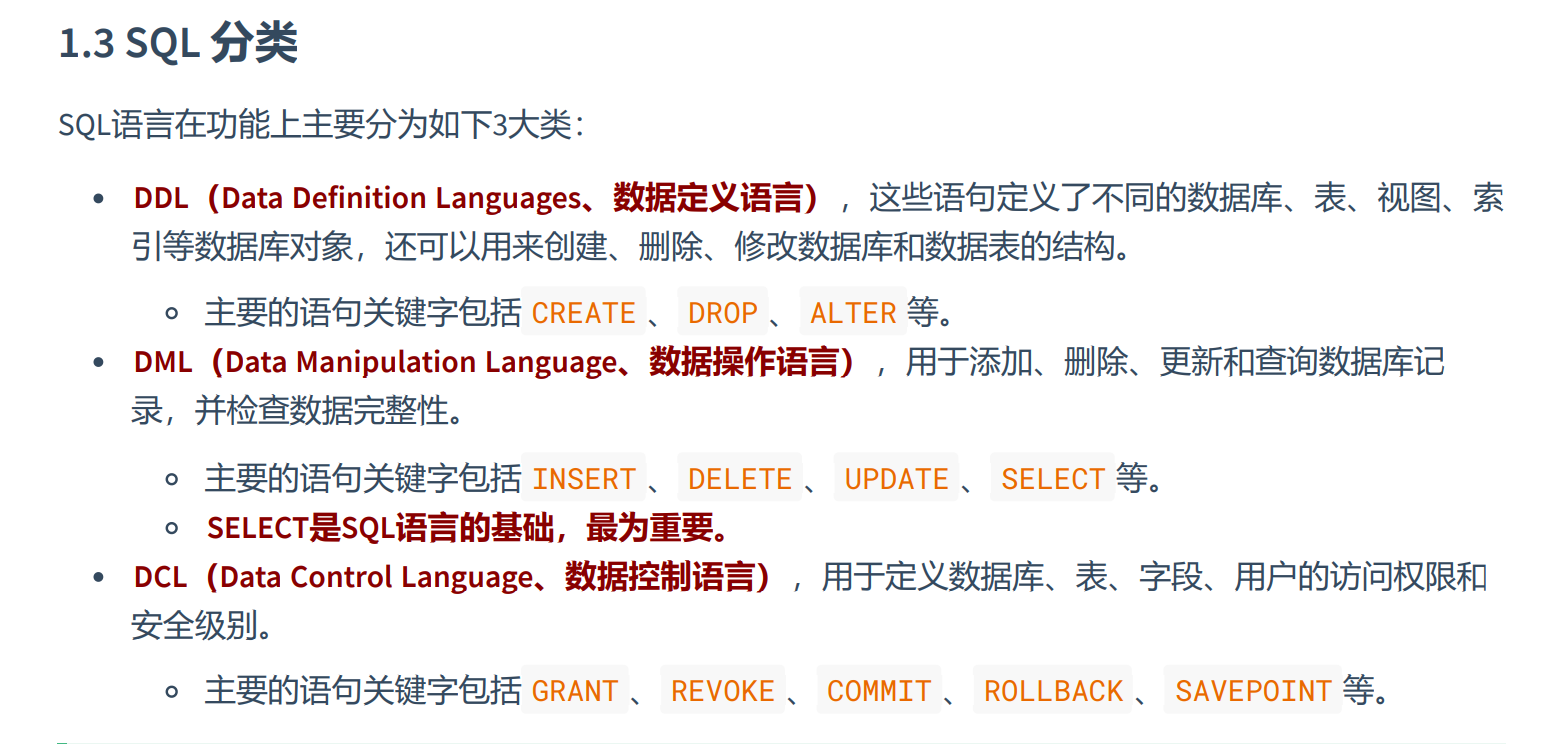 1.3 SQL 分类
SQL语言在功能上主要分为如下3大类：
DDL（Data Definition Languages、数据定义语言），这些语句定义了不同的数据库、表、视图、索
引等数据库对象，还可以用来创建、删除、修改数据库和数据表的结构。
主要的语句关键字包括 CREATE 、 DROP 、 ALTER 等。
DML（Data Manipulation Language、数据操作语言），用于添加、删除、更新和查询数据库记
录，并检查数据完整性。
主要的语句关键字包括 INSERT 、 DELETE 、 UPDATE 、 SELECT 等。
SELECT是SQL语言的基础，最为重要。
DCL（Data Control Language、数据控制语言），用于定义数据库、表、字段、用户的访问权限和
安全级别。
主要的语句关键字包括 GRANT 、 REVOKE 、 COMMIT 、 ROLLBACK 、 SAVEPOINT 等。